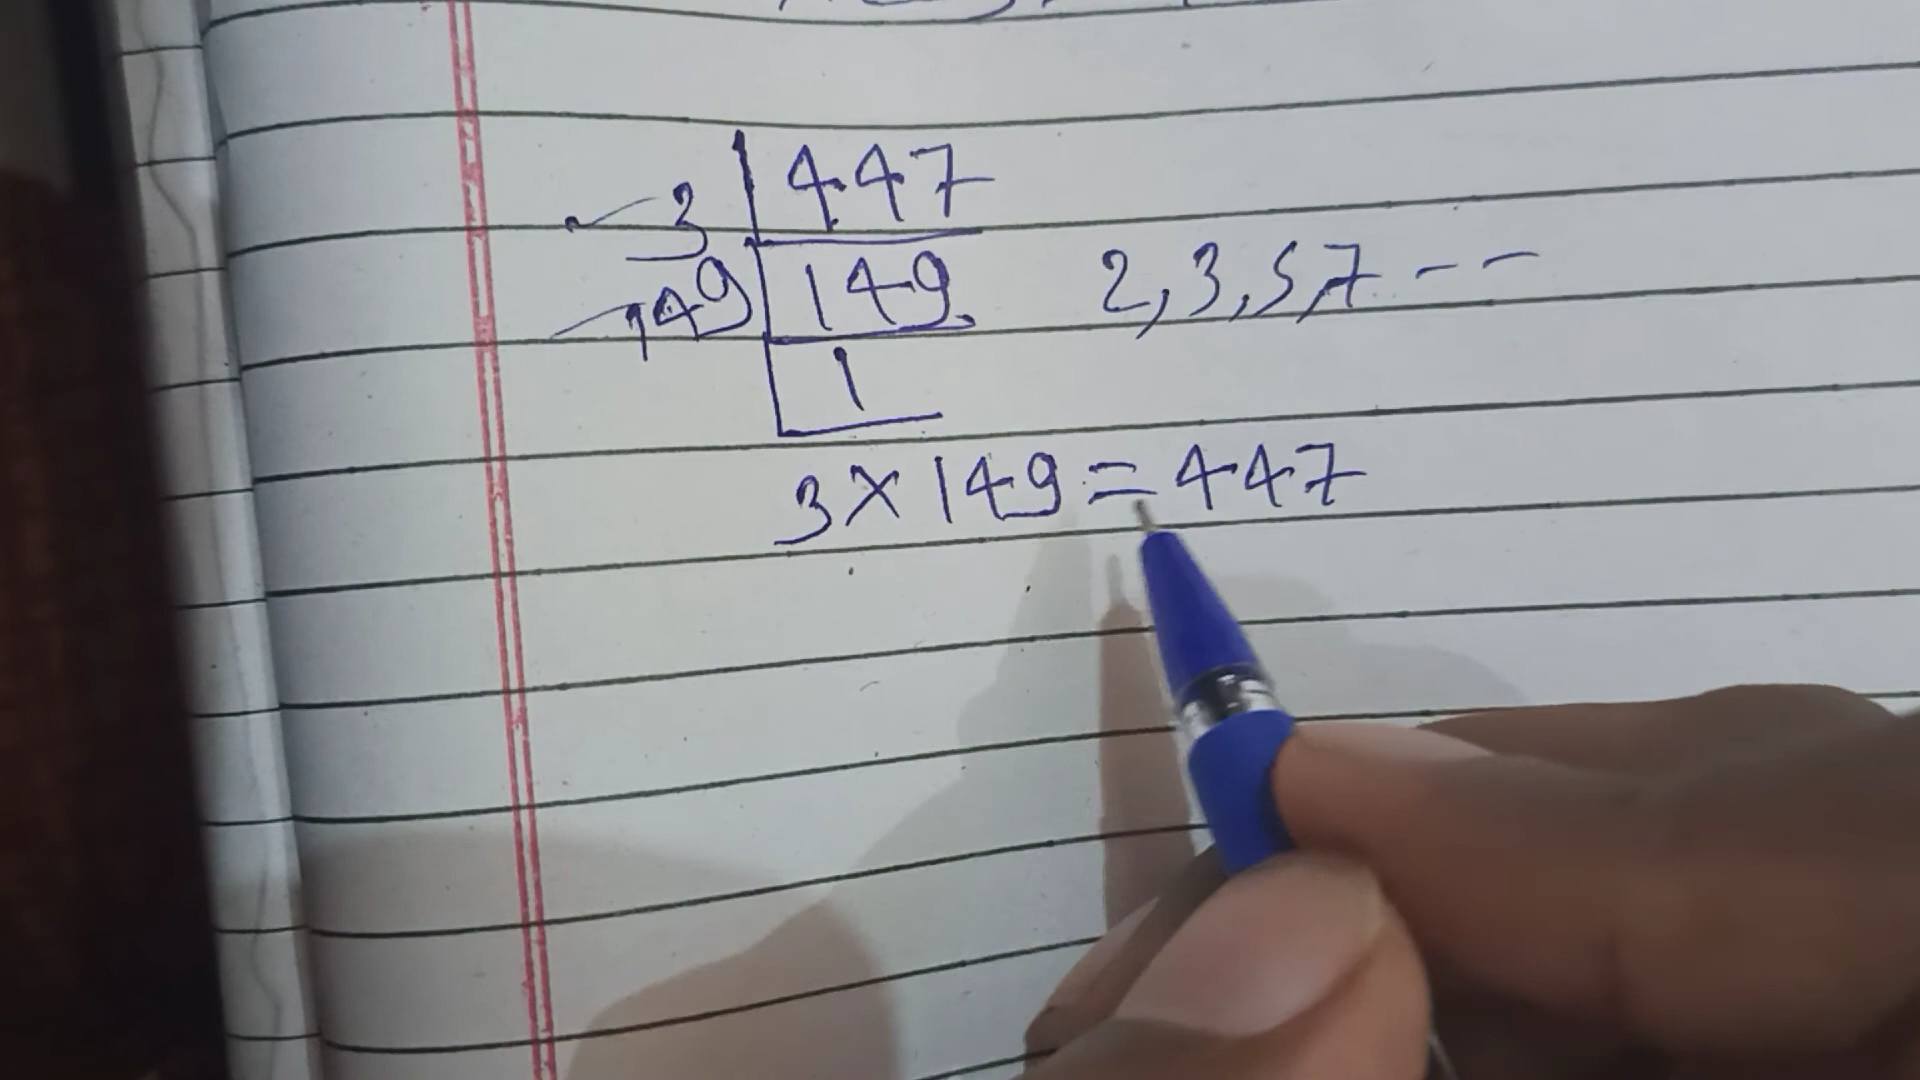 3 | 447
149 | 149 2, 3, 5, 7 - -
1
3 × 149 = 447